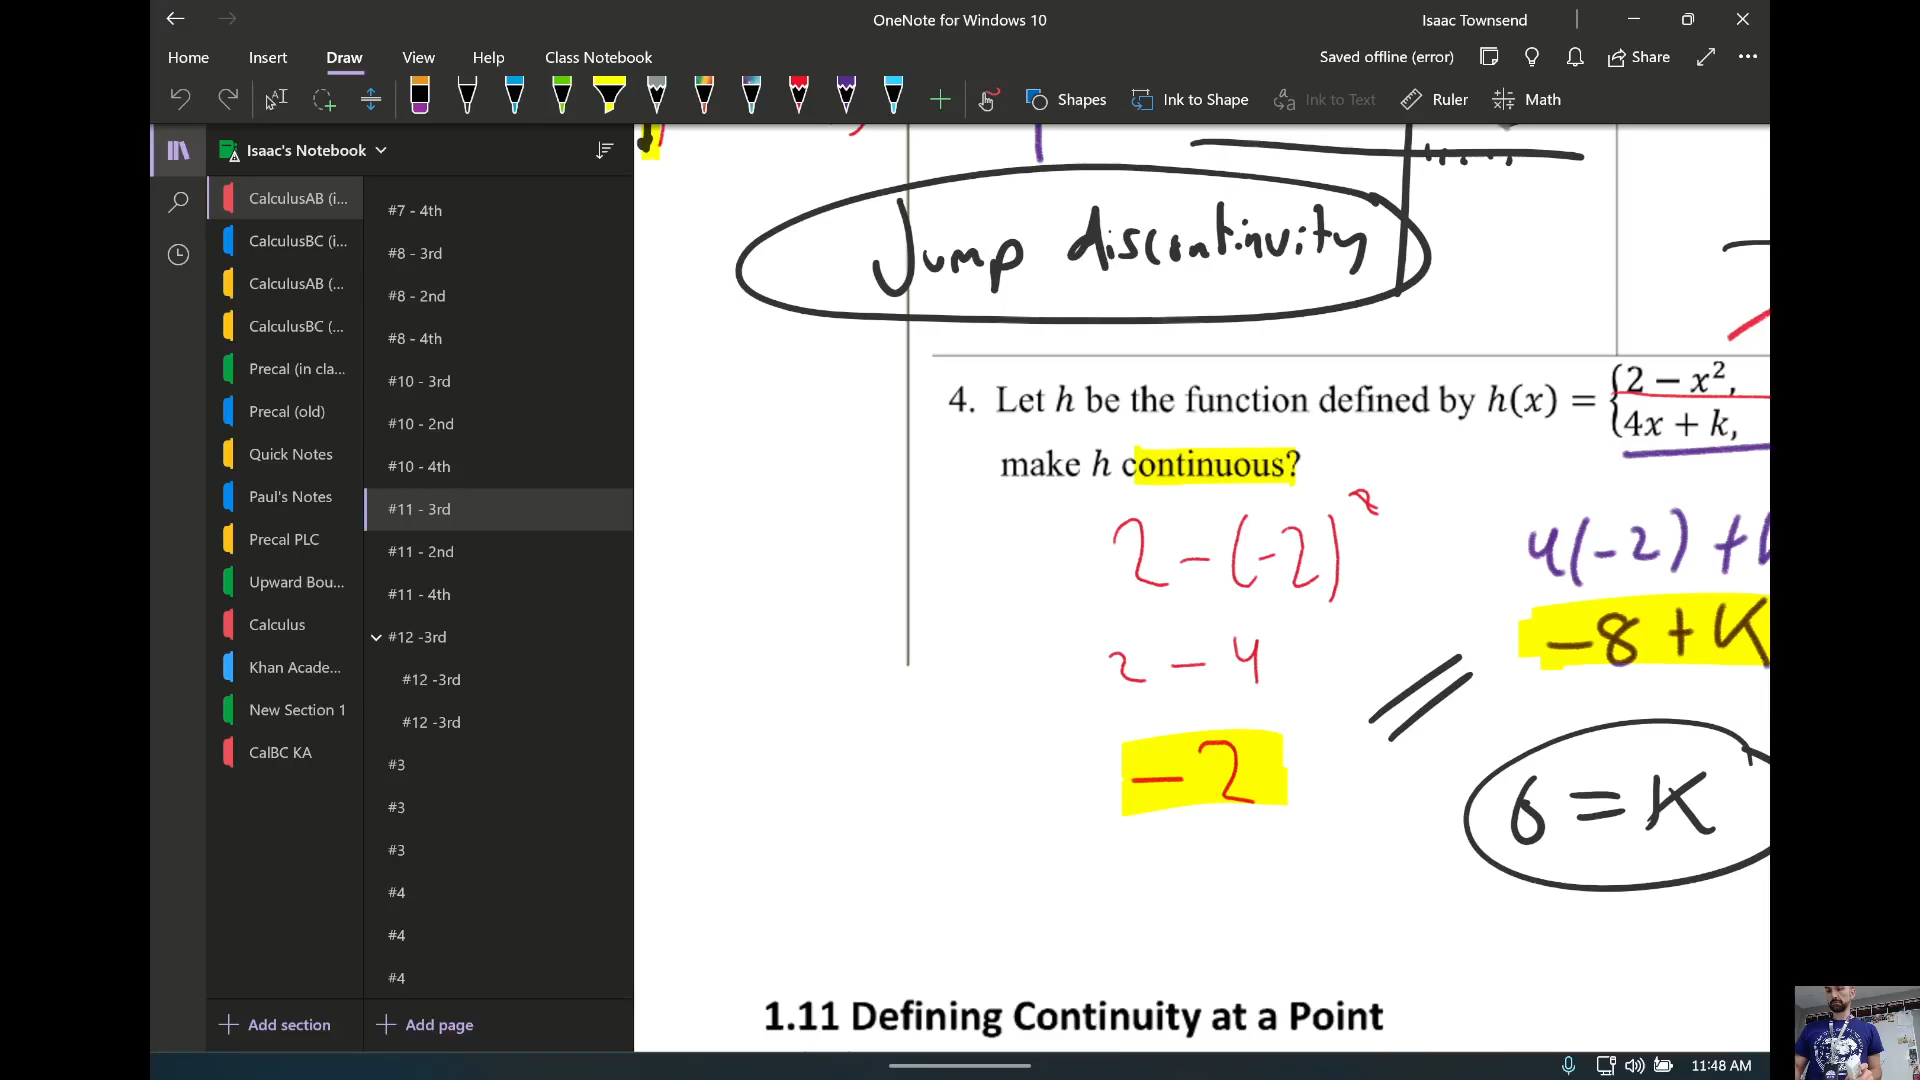 OneNote for Windows 10
Isaac Townsend
Home Insert Draw View Help Class Notebook
Saved offline (error)
Share
Shapes
Ink to Shape
Ink to Text
Ruler
Math
Isaac's Notebook
CalculusAB (i...
CalculusBC (i...
CalculusAB (...
CalculusBC (...
Precal (in cla...
Precal (old)
Quick Notes
Paul's Notes
Precal PLC
Upward Bou...
Calculus
Khan Acade...
New Section 1
CalBC KA
Add section
#7 - 4th
#8 - 3rd
#8 - 2nd
#8 - 4th
#10 - 3rd
#10 - 2nd
#10 - 4th
#11 - 3rd
#11 - 2nd
#11 - 4th
#12 -3rd
#12 -3rd
#12 -3rd
#3
#3
#3
#4
#4
#4
Add page
Jump discontinuity
4. Let h be the function defined by h(x) = {2 − x²,
4x + k,
make h continuous?
2 - (-2)²
2 - 4
-2
4(-2) +
-8 + K
6 = K
1.11 Defining Continuity at a Point
11:48 AM